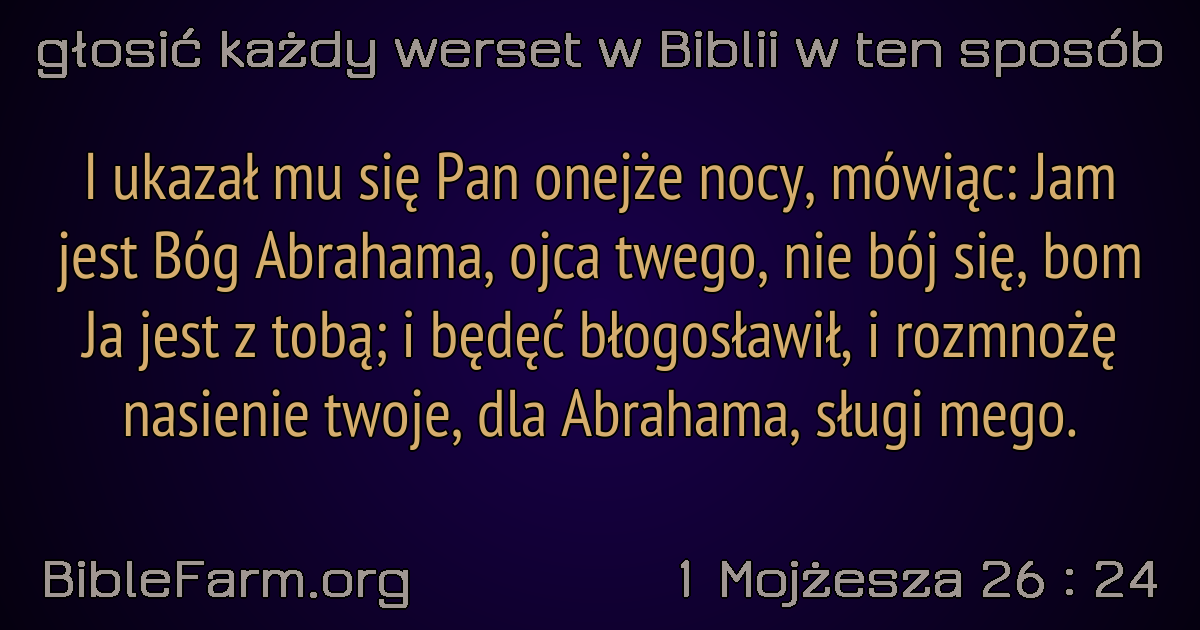 głosić każdy werset w Biblii w ten sposób
I ukazał mu się Pan onejże nocy, mówiąc: Jam
jest Bóg Abrahama, ojca twego, nie bój się, bom
Ja jest z tobą; i będęć błogosławił, i rozmnożę
nasienie twoje, dla Abrahama, sługi mego.
BibleFarm.org
1 Mojżesza 26 : 24